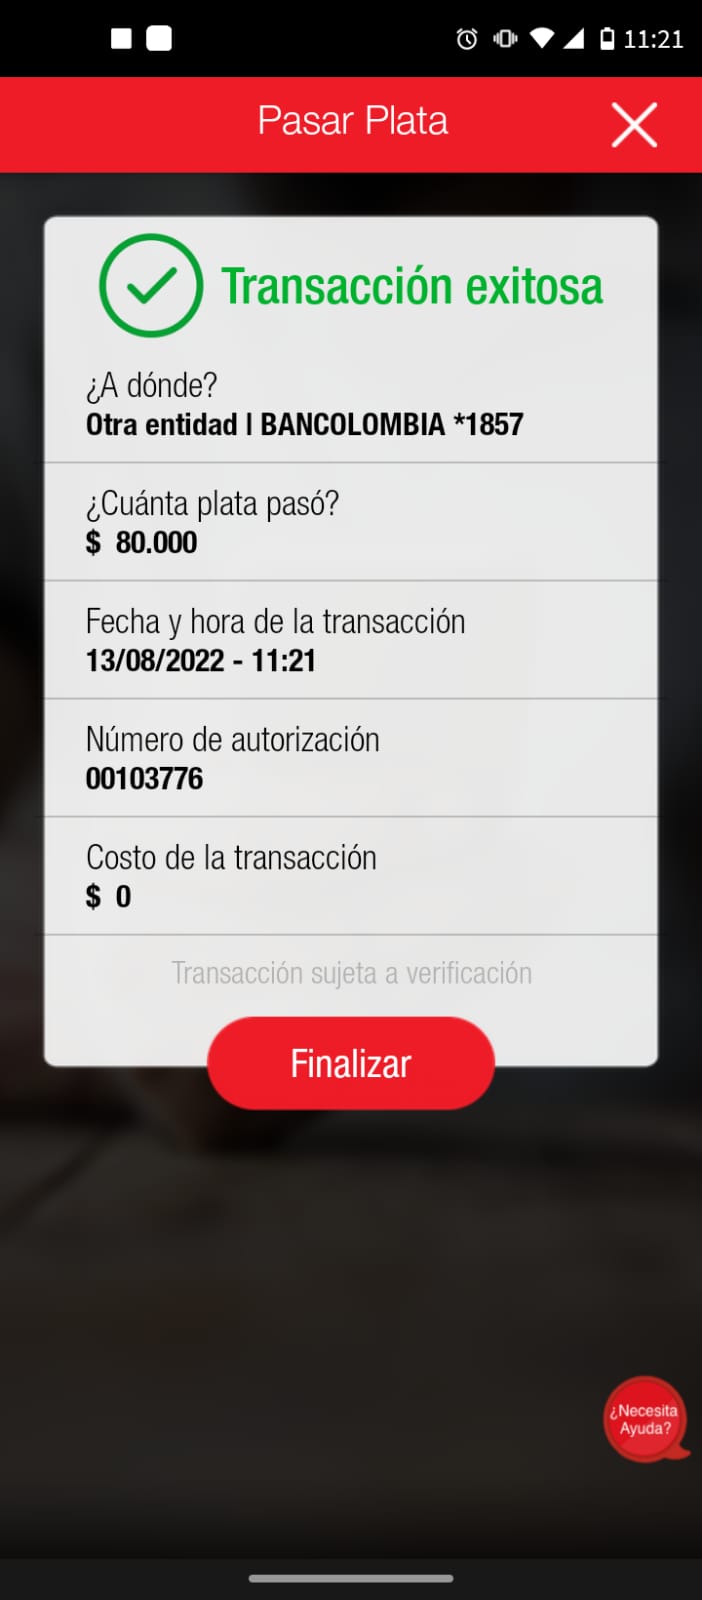 11:21
Pasar Plata
Transacción exitosa
¿A dónde?
Otra entidad | BANCOLOMBIA *1857
¿Cuánta plata pasó?
$ 80.000
Fecha y hora de la transacción
13/08/2022 - 11:21
Número de autorización
00103776
Costo de la transacción
$ 0
Transacción sujeta a verificación
Finalizar
¿Necesita
Ayuda?